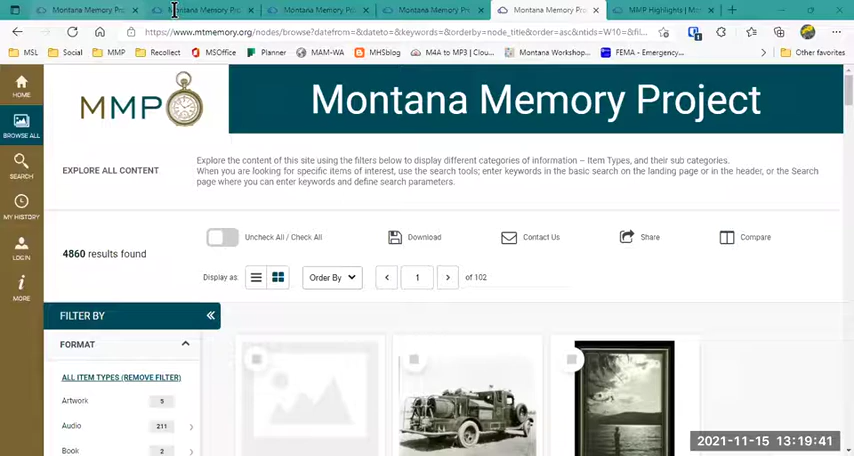 Montana Memory Proj
Montana Memory Proj
Montana Memory Proj
Montana Memory Proj
Montana Memory Proj
MMP Highlights | Mo
https://www.mtmemory.org/nodes/browse?datefrom=&dateto=&keywords=&orderby=node_title&order=asc&ntids=W10=&fil...
MSL
Social
MMP
Recollect
MSOffice
Planner
MAM-WA
MHSblog
M4A to MP3 | Clou...
Montana Workshop...
FEMA - Emergency...
Other favorites
HOME
BROWSE ALL
SEARCH
MY HISTORY
LOGIN
MORE
MMP
Montana Memory Project
EXPLORE ALL CONTENT
Explore the content of this site using the filters below to display different categories of information – Item Types, and their sub categories.
When you are looking for specific items of interest, use the search tools; enter keywords in the basic search on the landing page or in the header, or the Search
page where you can enter keywords and define search parameters.
4860 results found
Uncheck All / Check All
Download
Contact Us
Share
Compare
Display as:
Order By
1
of 102
FILTER BY
FORMAT
ALL ITEM TYPES (REMOVE FILTER)
Artwork 5
Audio 211
Book 2
2021-11-15 13:19:41